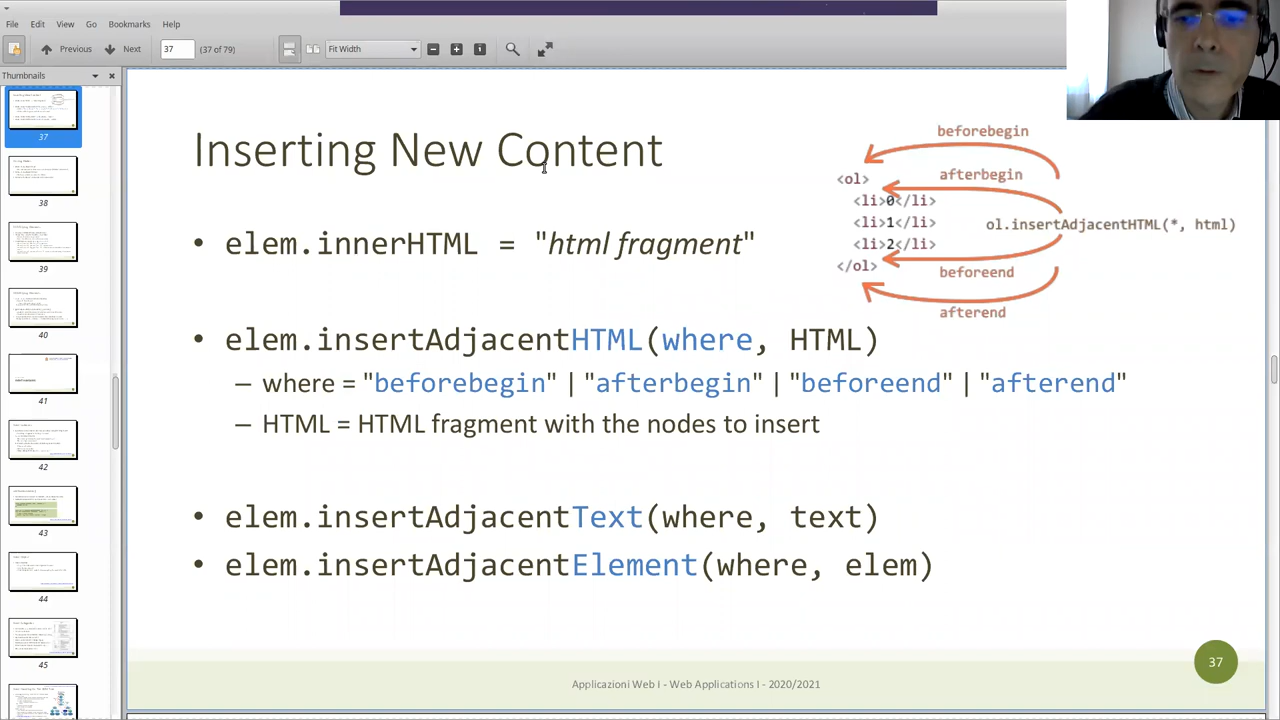 File Edit View Go Bookmarks Help
Previous Next 37 (37 of 79) Fit Width
Thumbnails
37
38
39
40
41
42
43
44
45
Inserting New Content
• elem.innerHTML = "html fragment"
• elem.insertAdjacentHTML(where, HTML)
– where = "beforebegin" | "afterbegin" | "beforeend" | "afterend"
– HTML = HTML fragment with the nodes to insert
• elem.insertAdjacentText(where, text)
• elem.insertAdjacentElement(where, elem)
beforebegin
afterbegin
<ol>
<li>0</li>
<li>1</li>
<li>2</li>
</ol>
ol.insertAdjacentHTML(*, html)
beforeend
afterend
Applicazioni Web I - Web Applications I - 2020/2021
37